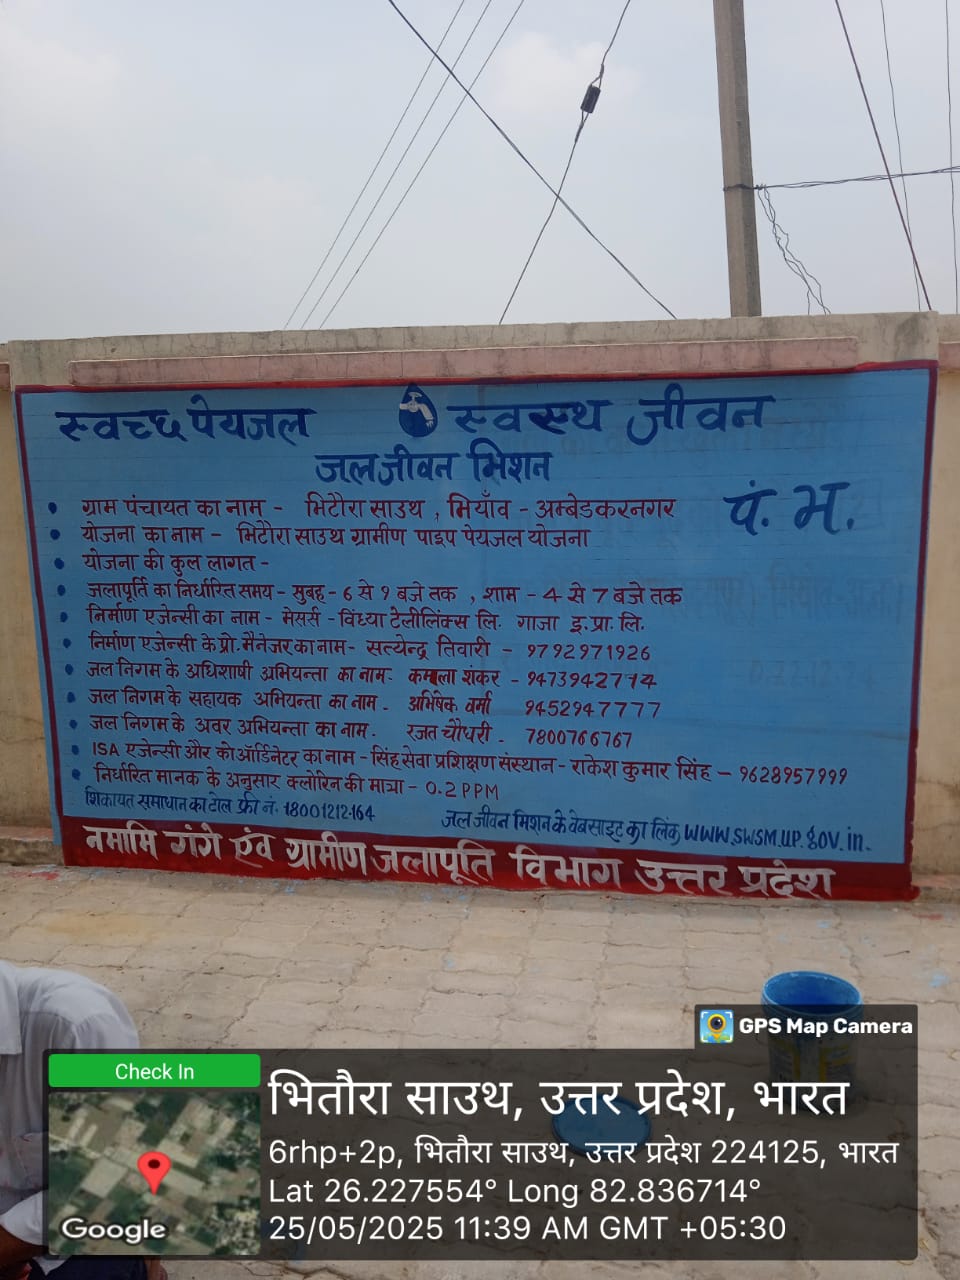 स्वच्छ पेयजल स्वस्थ जीवन
जल जीवन मिशन
पं. भ.
ग्राम पंचायत का नाम - भिटौरा साउथ , भियाँव - अम्बेडकरनगर
योजना का नाम - भिटौरा साउथ ग्रामीण पाइप पेयजल योजना
योजना की कुल लागत -
जलापूर्ति का निर्धारित समय - सुबह - 6 से 9 बजे तक , शाम - 4 से 7 बजे तक
निर्माण एजेन्सी का नाम - मेसर्स - विंध्या टेलीलिंक्स लि. गाजा इ. प्रा. लि.
निर्माण एजेन्सी के प्रो. मैनेजर का नाम - सत्येन्द्र तिवारी - 9792971926
जल निगम के अधिशाषी अभियन्ता का नाम - कमला शंकर - 9473942714
जल निगम के सहायक अभियन्ता का नाम - अभिषेक वर्मा 9452947777
जल निगम के अवर अभियन्ता का नाम - रजत चौधरी - 7800766767
ISA एजेन्सी और कोऑर्डिनेटर का नाम - सिंह सेवा प्रशिक्षण संस्थान - राकेश कुमार सिंह - 9628957999
निर्धारित मानक के अनुसार क्लोरिन की मात्रा - 0.2 PPM
शिकायत समाधान का टोल फ्री नं. 18001212164 जल जीवन मिशन के वेबसाइट का लिंक WWW.SWSM.UP.gov.in.
नमामि गंगे एंव ग्रामीण जलापूति विभाग उत्तर प्रदेश
GPS Map Camera
Check In
भितौरा साउथ, उत्तर प्रदेश, भारत
6rhp+2p, भितौरा साउथ, उत्तर प्रदेश 224125, भारत
Lat 26.227554° Long 82.836714°
25/05/2025 11:39 AM GMT +05:30
Google